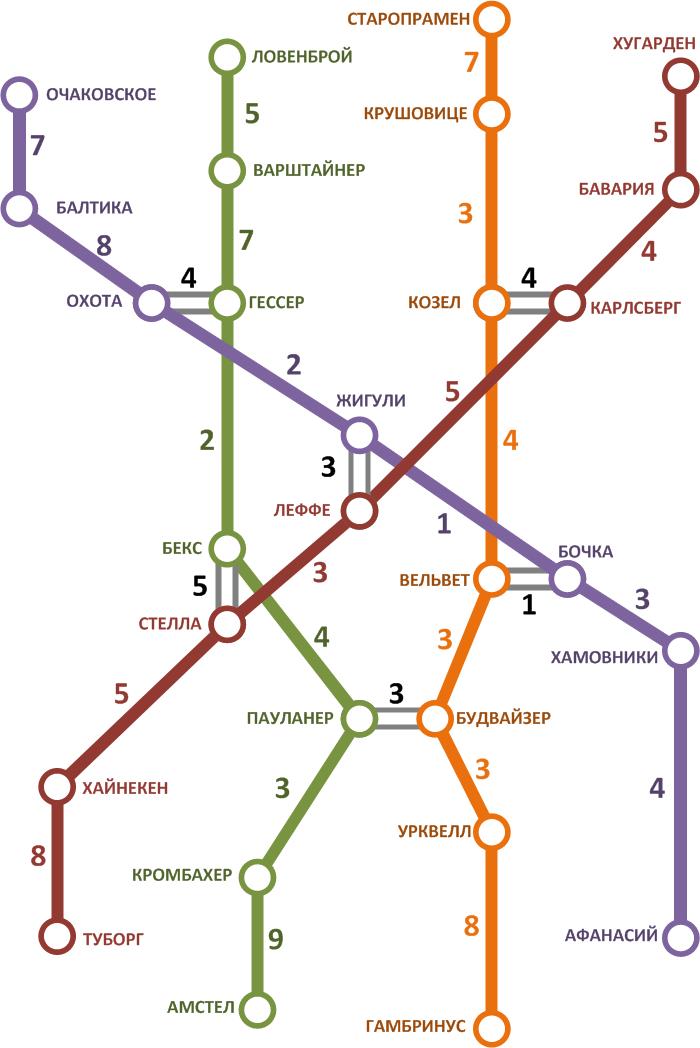 СТАРОПРАМЕН
ХУГАРДЕН
7
ЛОВЕНБРОЙ
ОЧАКОВСКОЕ
КРУШОВИЦЕ
5
5
7
ВАРШТАЙНЕР
БАВАРИЯ
БАЛТИКА
3
8
7
4
4
4
ОХОТА
ГЕССЕР
КОЗЕЛ
КАРЛСБЕРГ
2
5
ЖИГУЛИ
2
4
3
ЛЕФФЕ
1
БЕКС
БОЧКА
3
ВЕЛЬВЕТ
5
1
3
СТЕЛЛА
4
3
ХАМОВНИКИ
5
3
ПАУЛАНЕР
БУДВАЙЗЕР
3
ХАЙНЕКЕН
3
4
УРКВЕЛЛ
8
КРОМБАХЕР
8
ТУБОРГ
9
АФАНАСИЙ
АМСТЕЛ
ГАМБРИНУС